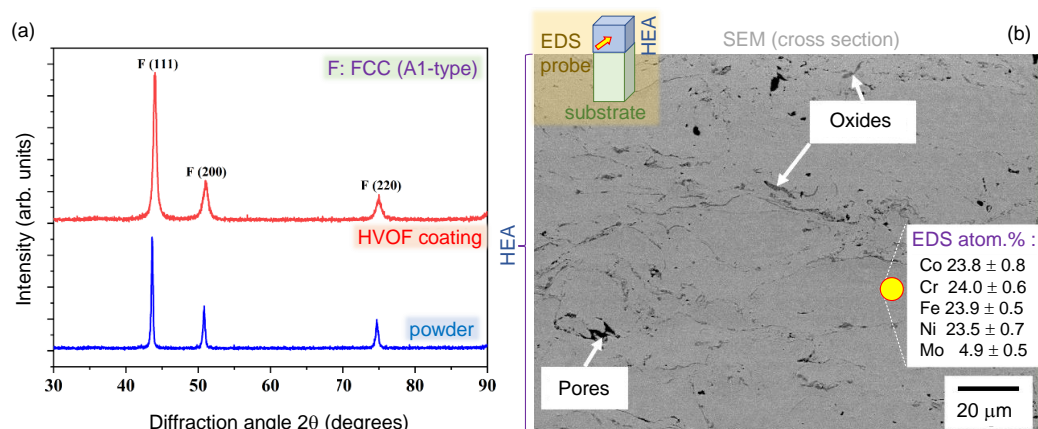 (a)
F (111)
F: FCC (A1-type)
F (200)
F (220)
HVOF coating
powder
Intensity (arb. units)
30 40 50 60 70 80 90
Diffraction angle 2θ (degrees)
HEA
EDS
probe
HEA
substrate
SEM (cross section)
(b)
Oxides
Pores
EDS atom.% :
Co 23.8 ± 0.8
Cr 24.0 ± 0.6
Fe 23.9 ± 0.5
Ni 23.5 ± 0.7
Mo 4.9 ± 0.5
20 μm